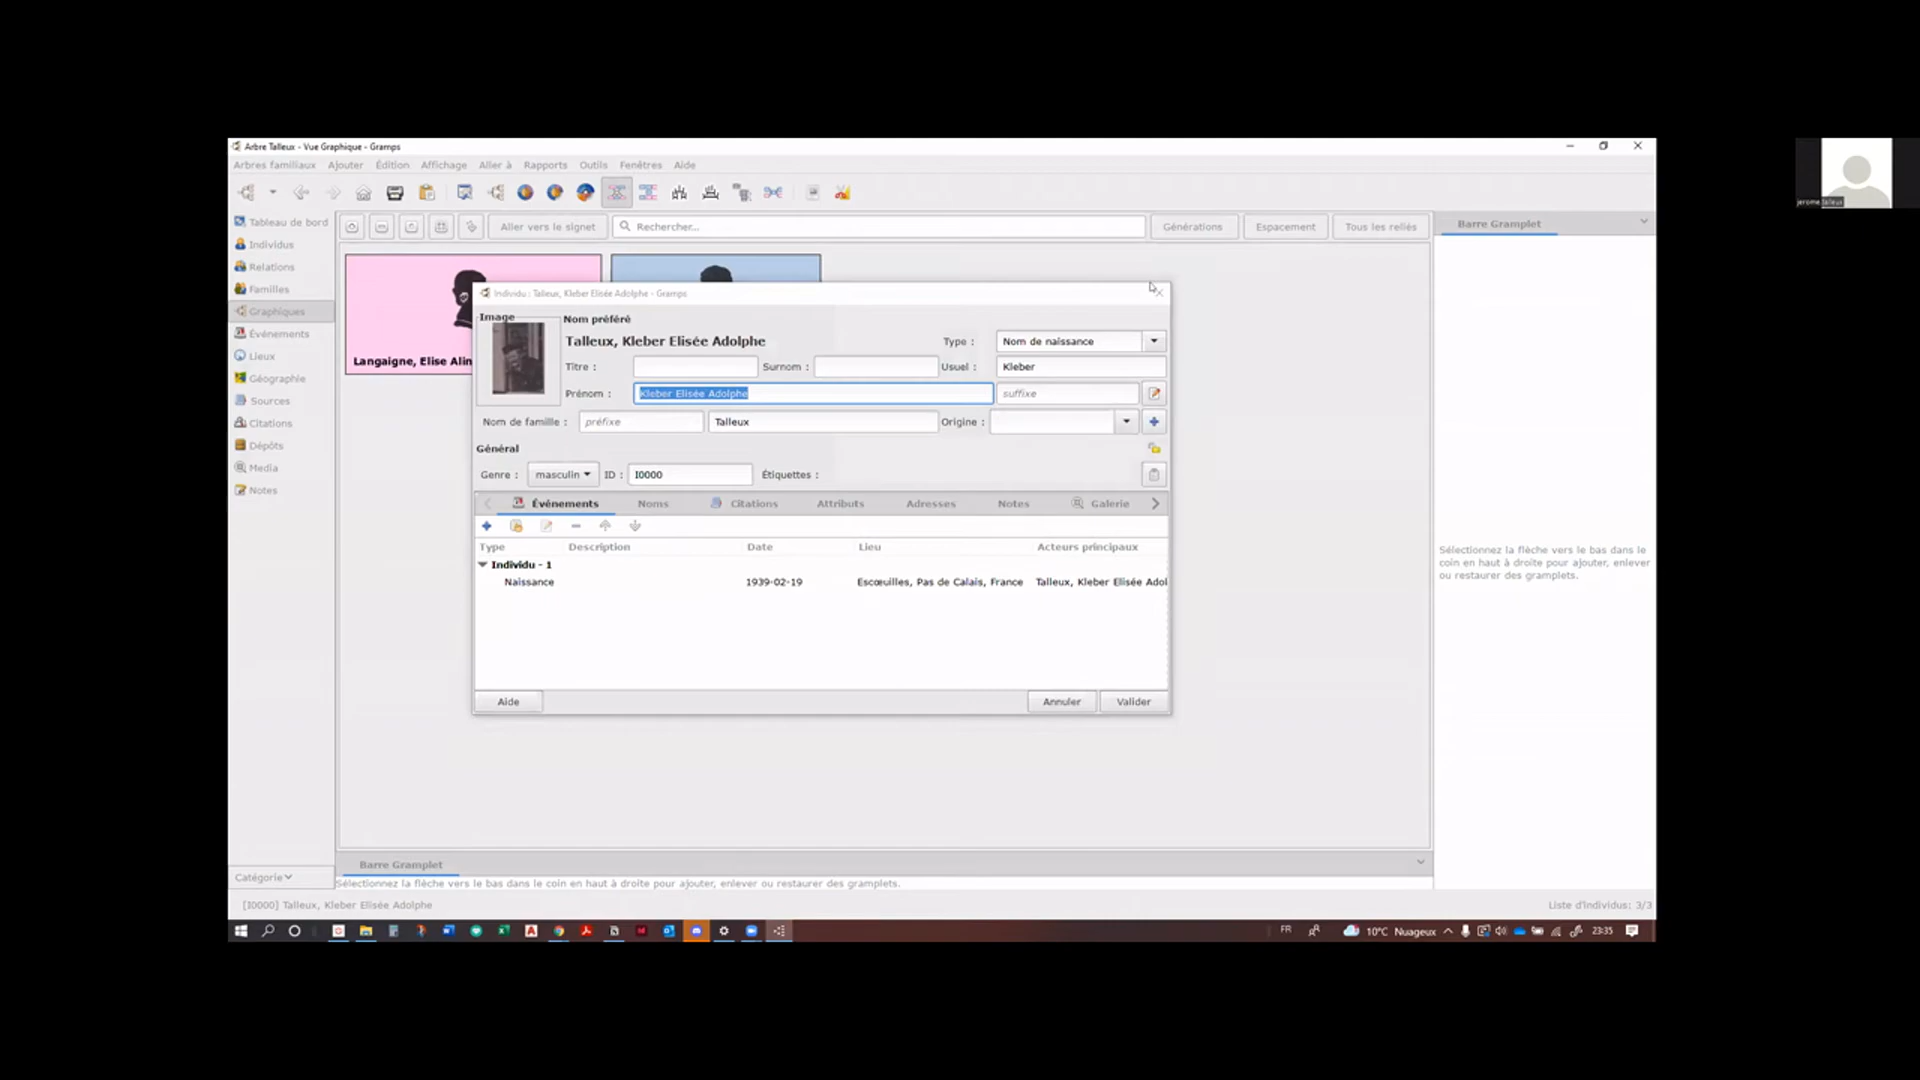 Arbre Talleux - Vue Graphique - Gramps
Arbres familiaux Ajouter Édition Affichage Aller à Rapports Outils Fenêtres Aide
Tableau de bord
Individus
Relations
Familles
Graphiques
Événements
Lieux
Géographie
Sources
Citations
Dépôts
Media
Notes
Catégorie
Aller vers le signet
Rechercher...
Générations
Espacement
Tous les reliés
Barre Gramplet
Langaigne, Elise Alin
Individu : Talleux, Kleber Elisée Adolphe - Gramps
Image
Nom préféré
Talleux, Kleber Elisée Adolphe
Type : Nom de naissance
Titre : Surnom : Usuel : Kleber
Prénom : Kleber Elisée Adolphe suffixe
Nom de famille : préfixe Talleux Origine :
Général
Genre : masculin ID : I0000 Étiquettes :
Événements Noms Citations Attributs Adresses Notes Galerie
Type Description Date Lieu Acteurs principaux
Individu - 1
Naissance 1939-02-19 Escœuilles, Pas de Calais, France Talleux, Kleber Elisée Adol
Aide Annuler Valider
Sélectionnez la flèche vers le bas dans le
coin en haut à droite pour ajouter, enlever
ou restaurer des gramplets.
Barre Gramplet
Sélectionnez la flèche vers le bas dans le coin en haut à droite pour ajouter, enlever ou restaurer des gramplets.
[I0000] Talleux, Kleber Elisée Adolphe
Liste d'individus: 3/3
FR 10°C Nuageux 23:35
jerome talleux